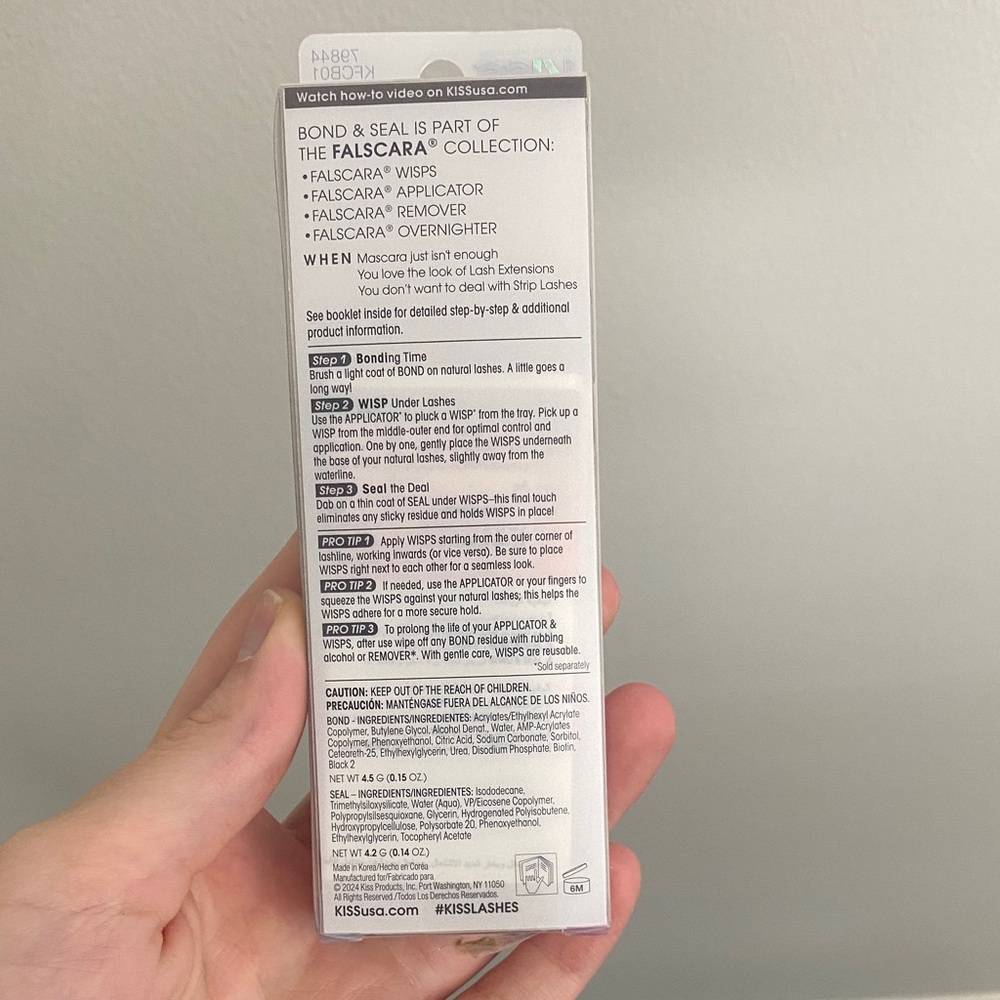 79844
KFCB01
Watch how-to video on KISSusa.com
BOND & SEAL IS PART OF
THE FALSCARA® COLLECTION:
• FALSCARA® WISPS
• FALSCARA® APPLICATOR
• FALSCARA® REMOVER
• FALSCARA® OVERNIGHTER
WHEN Mascara just isn't enough
You love the look of Lash Extensions
You don't want to deal with Strip Lashes
See booklet inside for detailed step-by-step & additional
product information.
Step 1 Bonding Time
Brush a light coat of BOND on natural lashes. A little goes a
long way!
Step 2 WISP Under Lashes
Use the APPLICATOR* to pluck a WISP* from the tray. Pick up a
WISP from the middle-outer end for optimal control and
application. One by one, gently place the WISPS underneath
the base of your natural lashes, slightly away from the
waterline.
Step 3 Seal the Deal
Dab on a thin coat of SEAL under WISPS–this final touch
eliminates any sticky residue and holds WISPS in place!
PRO TIP 1 Apply WISPS starting from the outer corner of
lashline, working inwards (or vice versa). Be sure to place
WISPS right next to each other for a seamless look.
PRO TIP 2 If needed, use the APPLICATOR or your fingers to
squeeze the WISPS against your natural lashes; this helps the
WISPS adhere for a more secure hold.
PRO TIP 3 To prolong the life of your APPLICATOR &
WISPS, after use wipe off any BOND residue with rubbing
alcohol or REMOVER*. With gentle care, WISPS are reusable.
*Sold separately
CAUTION: KEEP OUT OF THE REACH OF CHILDREN.
PRECAUCIÓN: MANTÉNGASE FUERA DEL ALCANCE DE LOS NIÑOS.
BOND - INGREDIENTS/INGREDIENTES: Acrylates/Ethylhexyl Acrylate
Copolymer, Butylene Glycol, Alcohol Denat., Water, AMP-Acrylates
Copolymer, Phenoxyethanol, Citric Acid, Sodium Carbonate, Sorbitol,
Ceteareth-25, Ethylhexylglycerin, Urea, Disodium Phosphate, Biotin,
Black 2
NET WT 4.5 G (0.15 OZ.)
SEAL – INGREDIENTS/INGREDIENTES: Isododecane,
Trimethylsiloxysilicate, Water (Aqua), VP/Eicosene Copolymer,
Polypropylsilsesquioxane, Glycerin, Hydrogenated Polyisobutene,
Hydroxypropylcellulose, Polysorbate 20, Phenoxyethanol,
Ethylhexylglycerin, Tocopheryl Acetate
NET WT 4.2 G (0.14 OZ.)
Made in Korea/Hecho en Coréa
Manufactured for/Fabricado para
© 2024 Kiss Products, Inc. Port Washington, NY 11050
All Rights Reserved./Todos Los Derechos Reservados.
6M
KISSusa.com #KISSLASHES